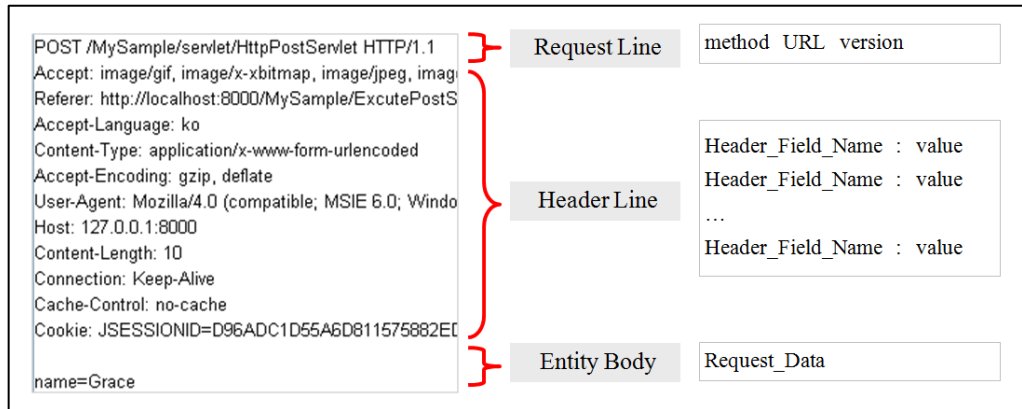 POST /MySample/servlet/HttpPostServlet HTTP/1.1
Accept: image/gif, image/x-xbitmap, image/jpeg, imag
Referer: http://localhost:8000/MySample/ExcutePostS
Accept-Language: ko
Content-Type: application/x-www-form-urlencoded
Accept-Encoding: gzip, deflate
User-Agent: Mozilla/4.0 (compatible; MSIE 6.0; Windo
Host: 127.0.0.1:8000
Content-Length: 10
Connection: Keep-Alive
Cache-Control: no-cache
Cookie: JSESSIONID=D96ADC1D55A6D811575882ED
name=Grace
Request Line
Header Line
Entity Body
method URL version
Header_Field_Name : value
Header_Field_Name : value
…
Header_Field_Name : value
Request_Data